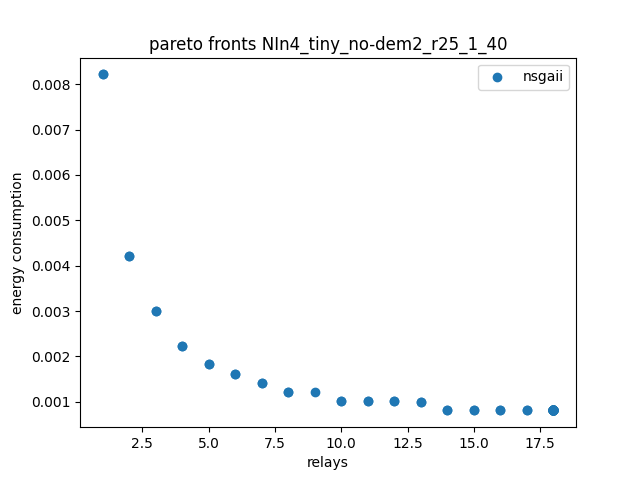 pareto fronts NIn4_tiny_no-dem2_r25_1_40
nsgaii
0.008
0.007
0.006
0.005
0.004
0.003
0.002
0.001
energy consumption
2.5 5.0 7.5 10.0 12.5 15.0 17.5
relays